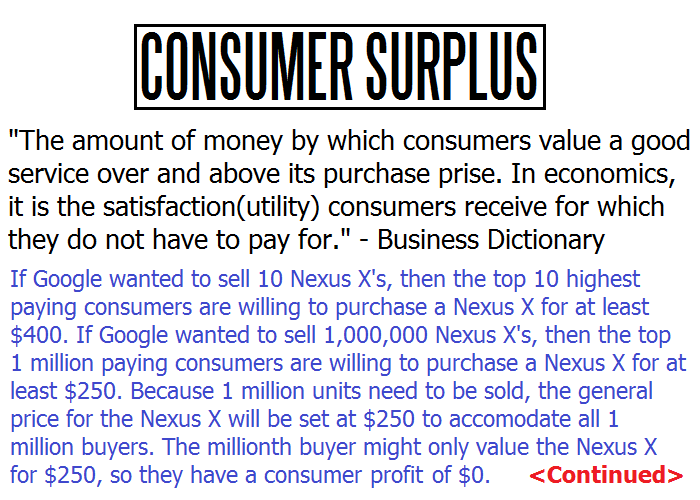 CONSUMER SURPLUS
"The amount of money by which consumers value a good
service over and above its purchase prise. In economics,
it is the satisfaction(utility) consumers receive for which
they do not have to pay for." - Business Dictionary
If Google wanted to sell 10 Nexus X's, then the top 10 highest
paying consumers are willing to purchase a Nexus X for at least
$400. If Google wanted to sell 1,000,000 Nexus X's, then the top
1 million paying consumers are willing to purchase a Nexus X for at
least $250. Because 1 million units need to be sold, the general
price for the Nexus X will be set at $250 to accomodate all 1
million buyers. The millionth buyer might only value the Nexus X
for $250, so they have a consumer profit of $0. <Continued>